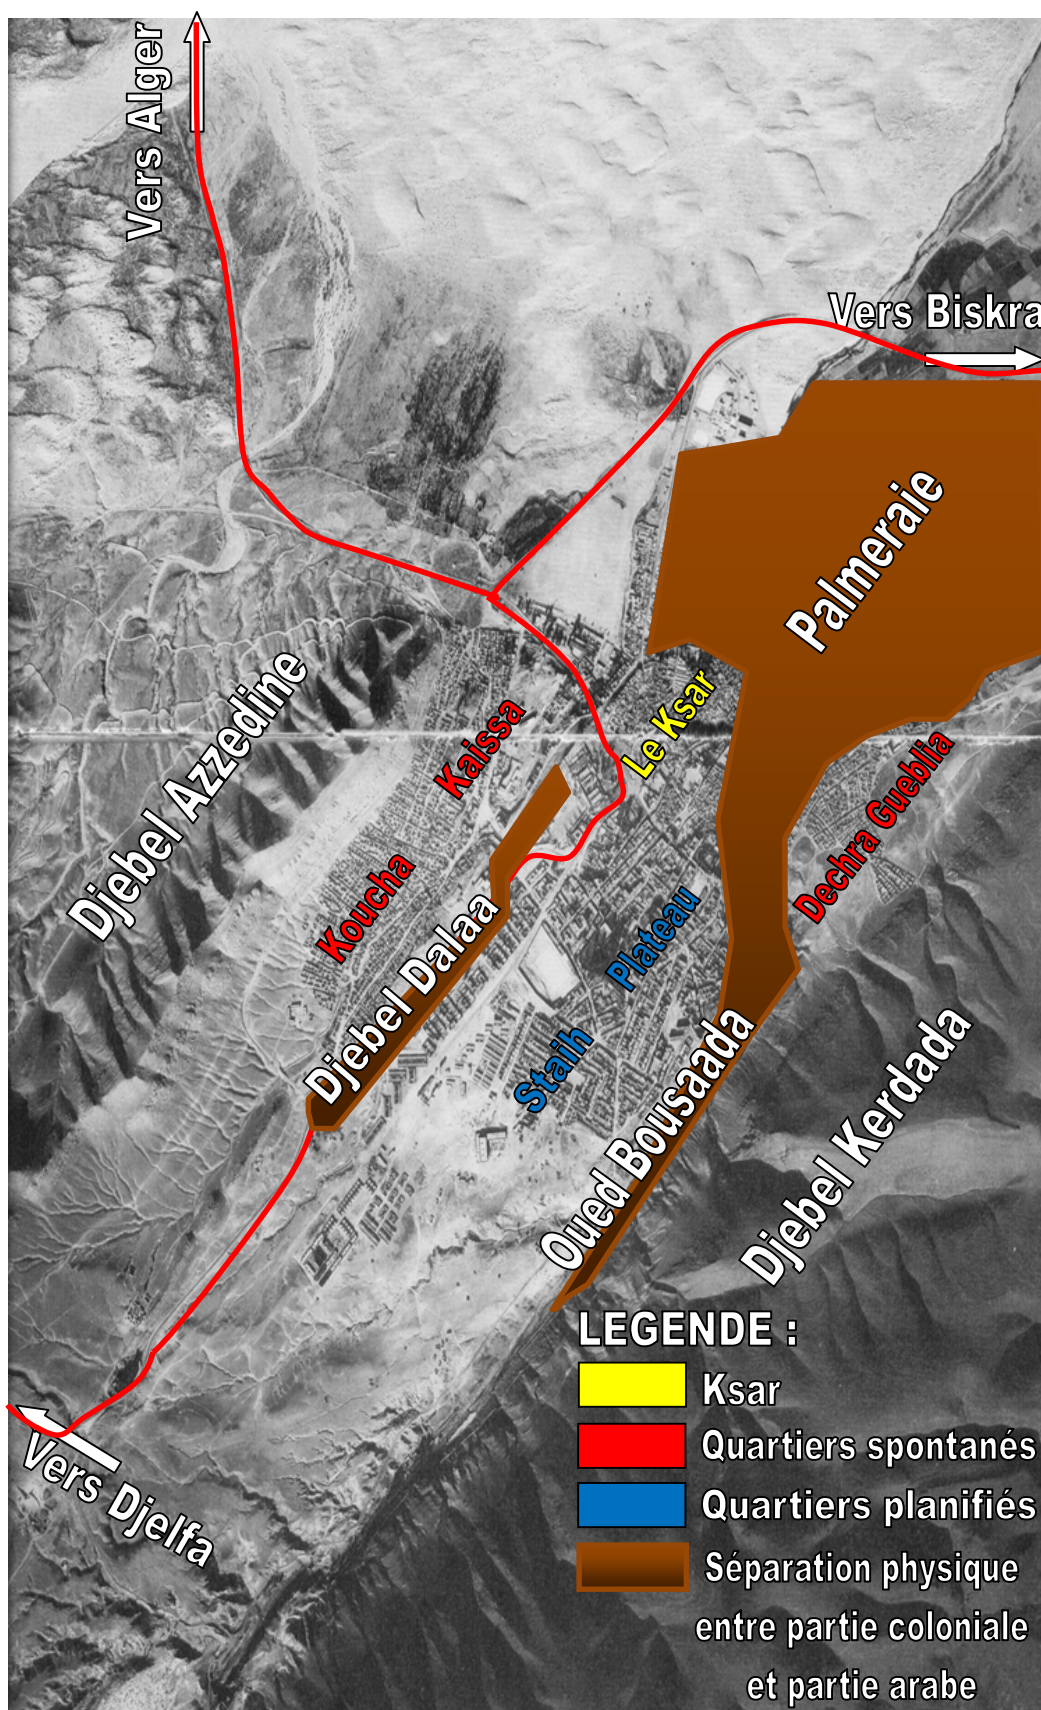 Vers Alger
Vers Biskra
Palmeraie
Djebel Azzedine
Le Ksar
Kaissa
Dechra Gueblia
Koucha
Plateau
Djebel Dalaa
Staih
Oued Bousaada
Djebel Kerdada
Vers Djelfa
LEGENDE :
Ksar
Quartiers spontanés
Quartiers planifiés
Séparation physique
entre partie coloniale
et partie arabe